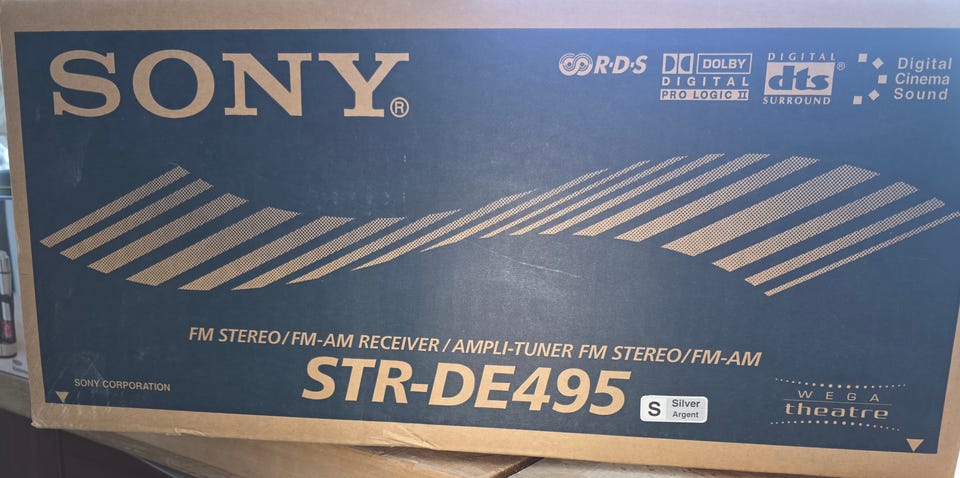 SONY®
R·D·S
DOLBY
DIGITAL
PRO LOGIC II
DIGITAL
dts®
SURROUND
Digital
Cinema
Sound
FM STEREO/FM-AM RECEIVER / AMPLI-TUNER FM STEREO/FM-AM
STR-DE495
SONY CORPORATION
S
Silver
Argent
WEGA
theatre